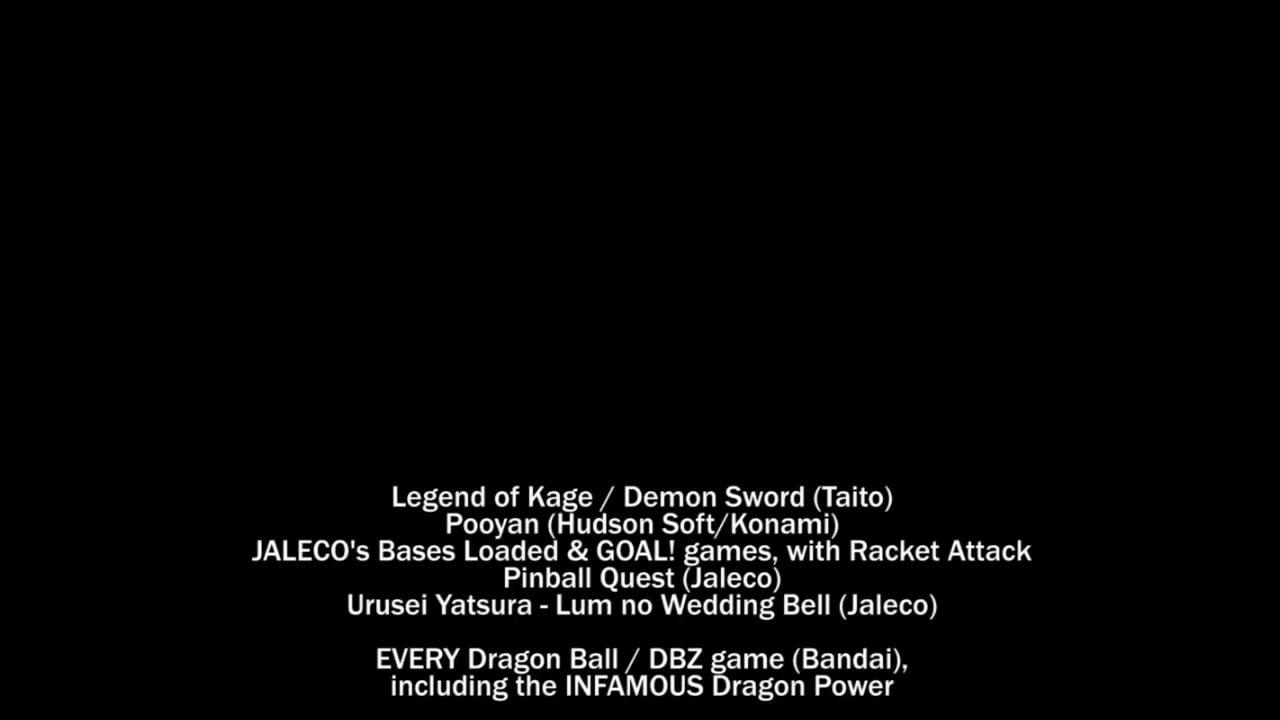 Legend of Kage / Demon Sword (Taito)
Pooyan (Hudson Soft/Konami)
JALECO's Bases Loaded & GOAL! games, with Racket Attack
Pinball Quest (Jaleco)
Urusei Yatsura - Lum no Wedding Bell (Jaleco)
EVERY Dragon Ball / DBZ game (Bandai),
including the INFAMOUS Dragon Power